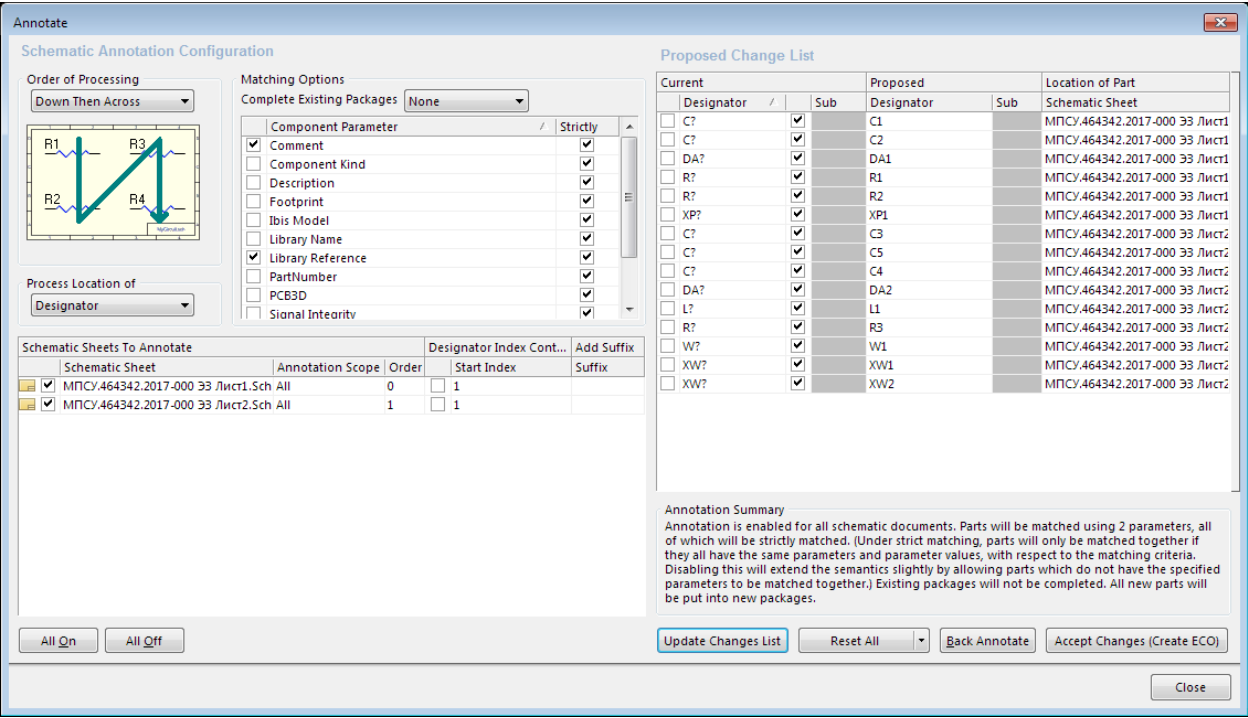 Annotate
Schematic Annotation Configuration
Order of Processing
Down Then Across
R1 R3
R2 R4
Process Location of
Designator
Matching Options
Complete Existing Packages None
Component Parameter Strictly
Comment
Component Kind
Description
Footprint
Ibis Model
Library Name
Library Reference
PartNumber
PCB3D
Signal Integrity
Schematic Sheets To Annotate Designator Index Cont... Add Suffix
Schematic Sheet Annotation Scope Order Start Index Suffix
МПСУ.464342.2017-000 ЭЗ Лист1.Sch All 0 1
МПСУ.464342.2017-000 ЭЗ Лист2.Sch All 1 1
All On All Off
Proposed Change List
Current Proposed Location of Part
Designator Sub Designator Sub Schematic Sheet
C? C1 МПСУ.464342.2017-000 ЭЗ Лист1
C? C2 МПСУ.464342.2017-000 ЭЗ Лист1
DA? DA1 МПСУ.464342.2017-000 ЭЗ Лист1
R? R1 МПСУ.464342.2017-000 ЭЗ Лист1
R? R2 МПСУ.464342.2017-000 ЭЗ Лист1
XP? XP1 МПСУ.464342.2017-000 ЭЗ Лист1
C? C3 МПСУ.464342.2017-000 ЭЗ Лист2
C? C5 МПСУ.464342.2017-000 ЭЗ Лист2
C? C4 МПСУ.464342.2017-000 ЭЗ Лист2
DA? DA2 МПСУ.464342.2017-000 ЭЗ Лист2
L? L1 МПСУ.464342.2017-000 ЭЗ Лист2
R? R3 МПСУ.464342.2017-000 ЭЗ Лист2
W? W1 МПСУ.464342.2017-000 ЭЗ Лист2
XW? XW1 МПСУ.464342.2017-000 ЭЗ Лист2
XW? XW2 МПСУ.464342.2017-000 ЭЗ Лист2
Annotation Summary
Annotation is enabled for all schematic documents. Parts will be matched using 2 parameters, all
of which will be strictly matched. (Under strict matching, parts will only be matched together if
they all have the same parameters and parameter values, with respect to the matching criteria.
Disabling this will extend the semantics slightly by allowing parts which do not have the specified
parameters to be matched together.) Existing packages will not be completed. All new parts will
be put into new packages.
Update Changes List Reset All Back Annotate Accept Changes (Create ECO)
Close